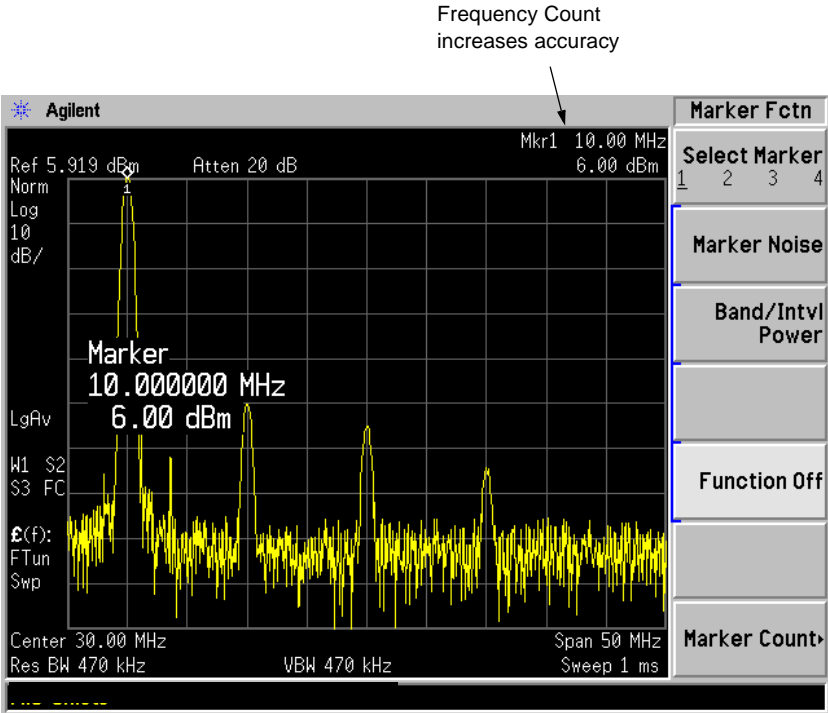 Frequency Count
increases accuracy
Agilent
Marker Fctn
Mkr1 10.00 MHz
Ref 5.919 dBm Atten 20 dB 6.00 dBm
Norm
Log
10
dB/
1
Marker
10.000000 MHz
6.00 dBm
LgAv
W1 S2
S3 FC
£(f):
FTun
Swp
Center 30.00 MHz Span 50 MHz
Res BW 470 kHz VBW 470 kHz Sweep 1 ms
Select Marker
1 2 3 4
Marker Noise
Band/Intvl
Power
Function Off
Marker Count